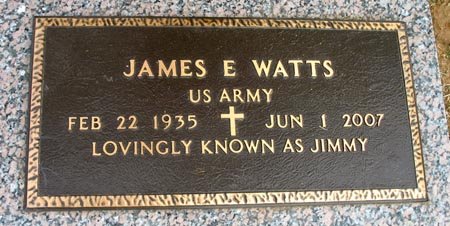 JAMES E WATTS
US ARMY
FEB 22 1935 JUN 1 2007
LOVINGLY KNOWN AS JIMMY